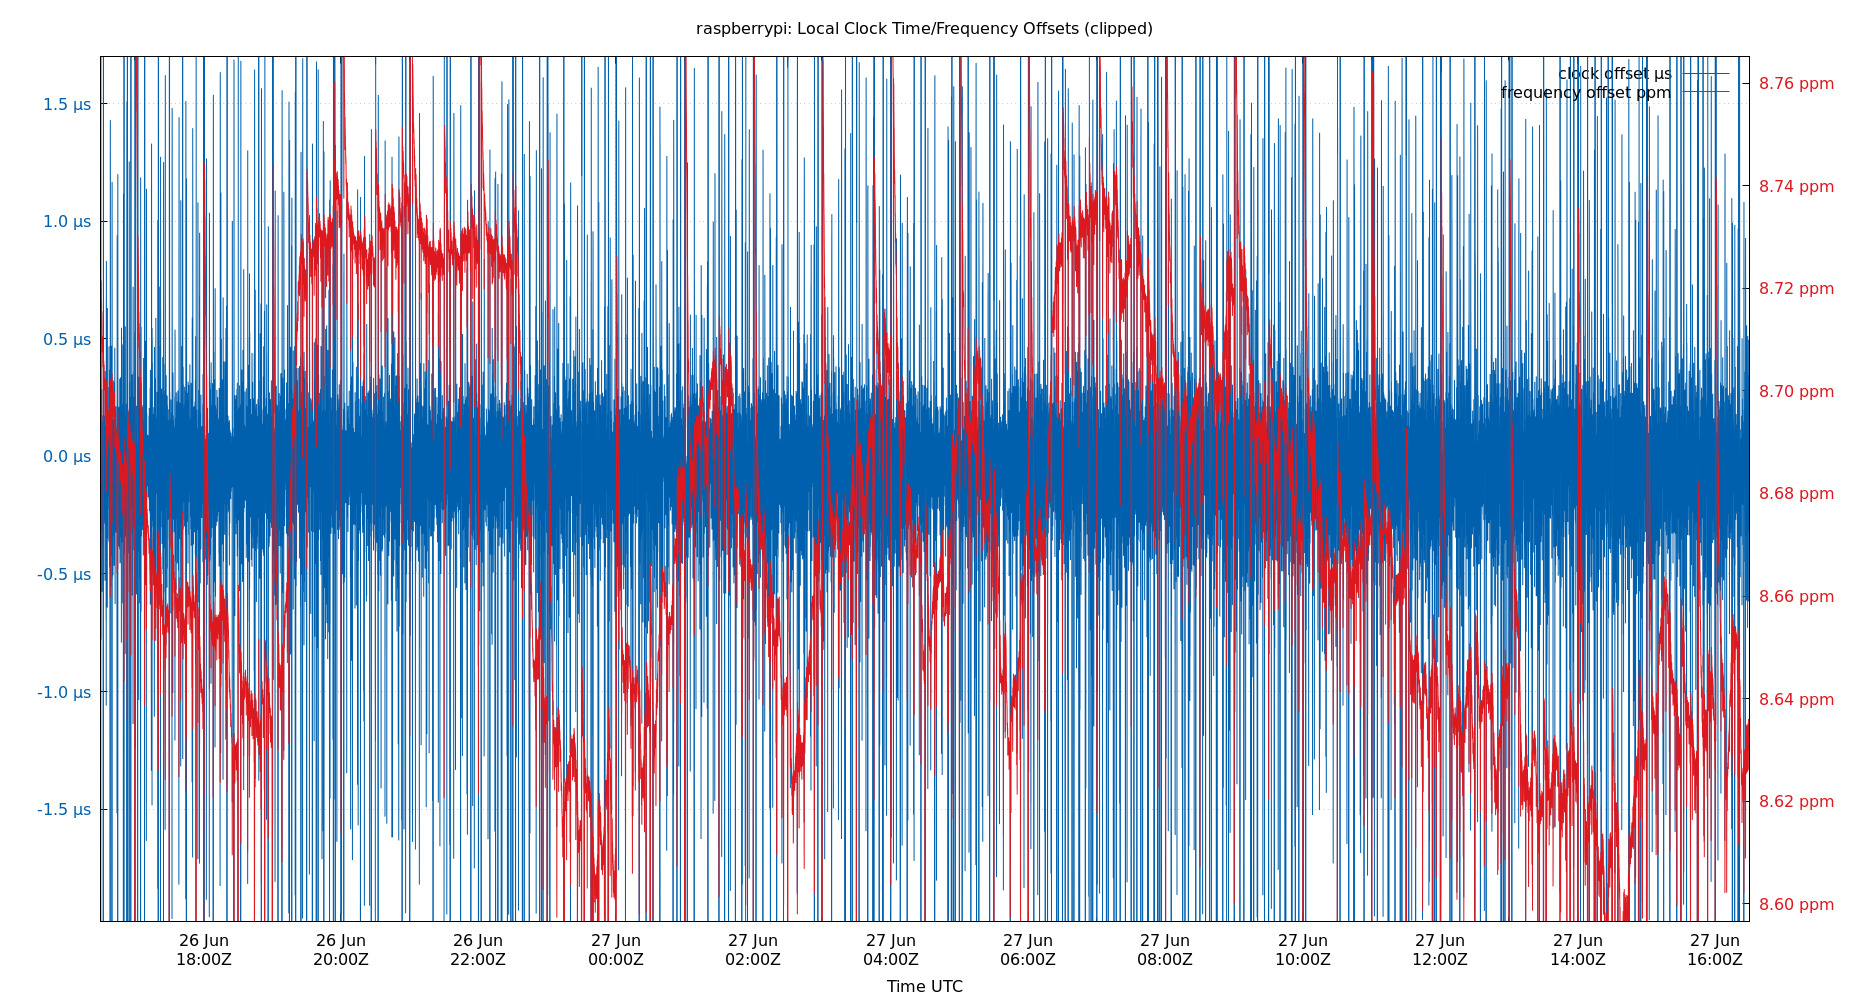 raspberrypi: Local Clock Time/Frequency Offsets (clipped)
clock offset µs
frequency offset ppm
1.5 µs
1.0 µs
0.5 µs
0.0 µs
-0.5 µs
-1.0 µs
-1.5 µs
8.76 ppm
8.74 ppm
8.72 ppm
8.70 ppm
8.68 ppm
8.66 ppm
8.64 ppm
8.62 ppm
8.60 ppm
26 Jun 26 Jun 26 Jun 27 Jun 27 Jun 27 Jun 27 Jun 27 Jun 27 Jun 27 Jun 27 Jun 27 Jun
18:00Z 20:00Z 22:00Z 00:00Z 02:00Z 04:00Z 06:00Z 08:00Z 10:00Z 12:00Z 14:00Z 16:00Z
Time UTC